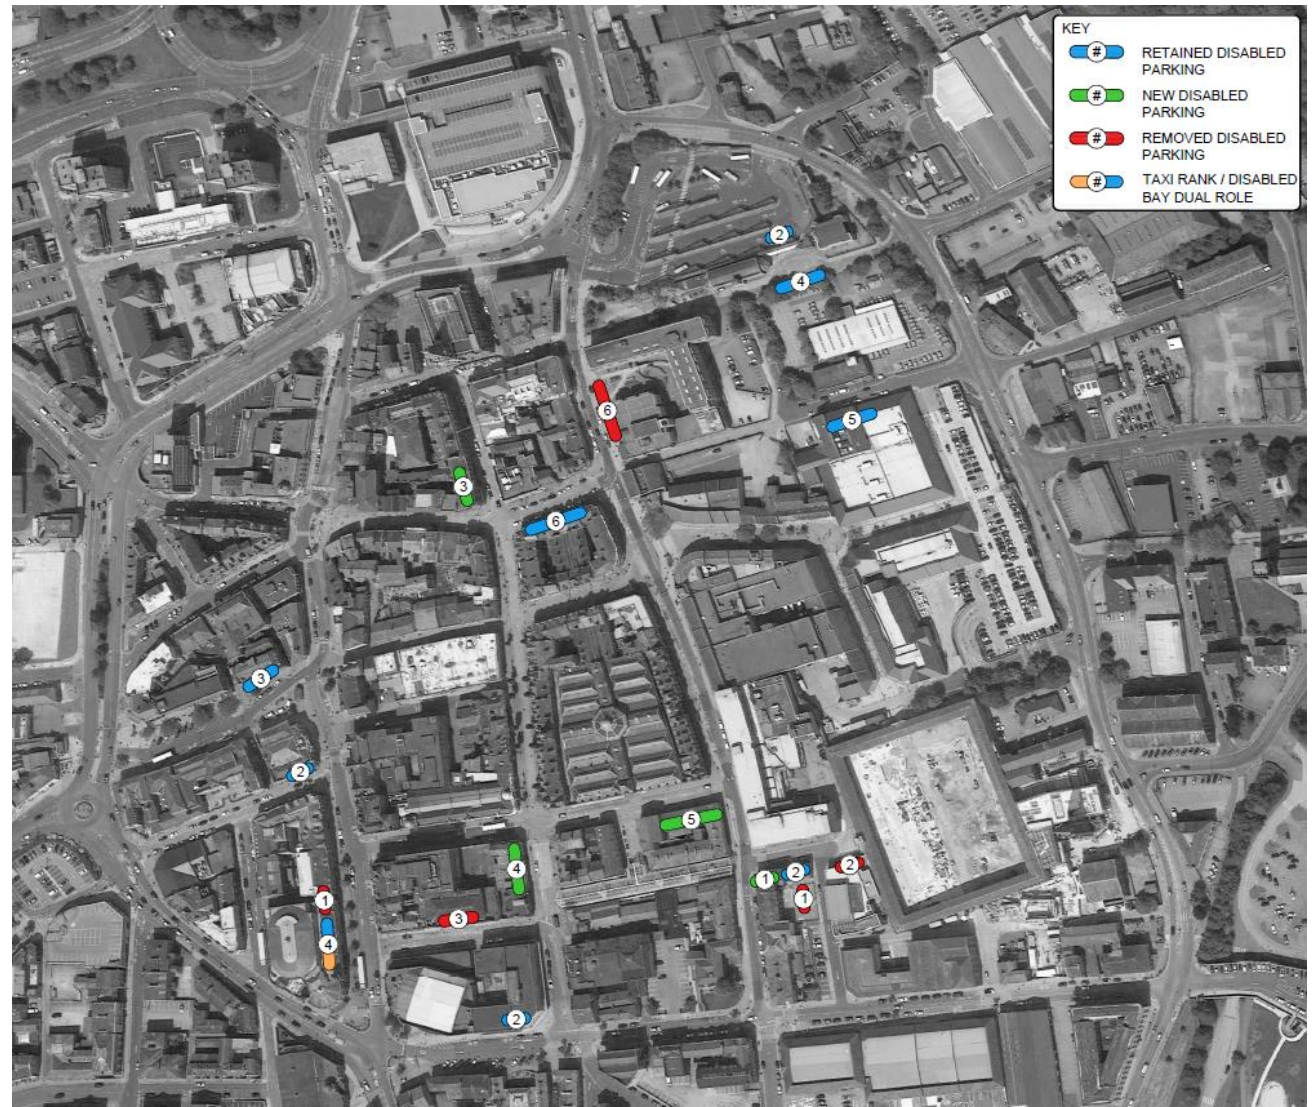 KEY
# RETAINED DISABLED
PARKING
# NEW DISABLED
PARKING
# REMOVED DISABLED
PARKING
# TAXI RANK / DISABLED
BAY DUAL ROLE
2
4
6
5
3
6
3
2
5
4
1
2
2
1
1
3
4
2